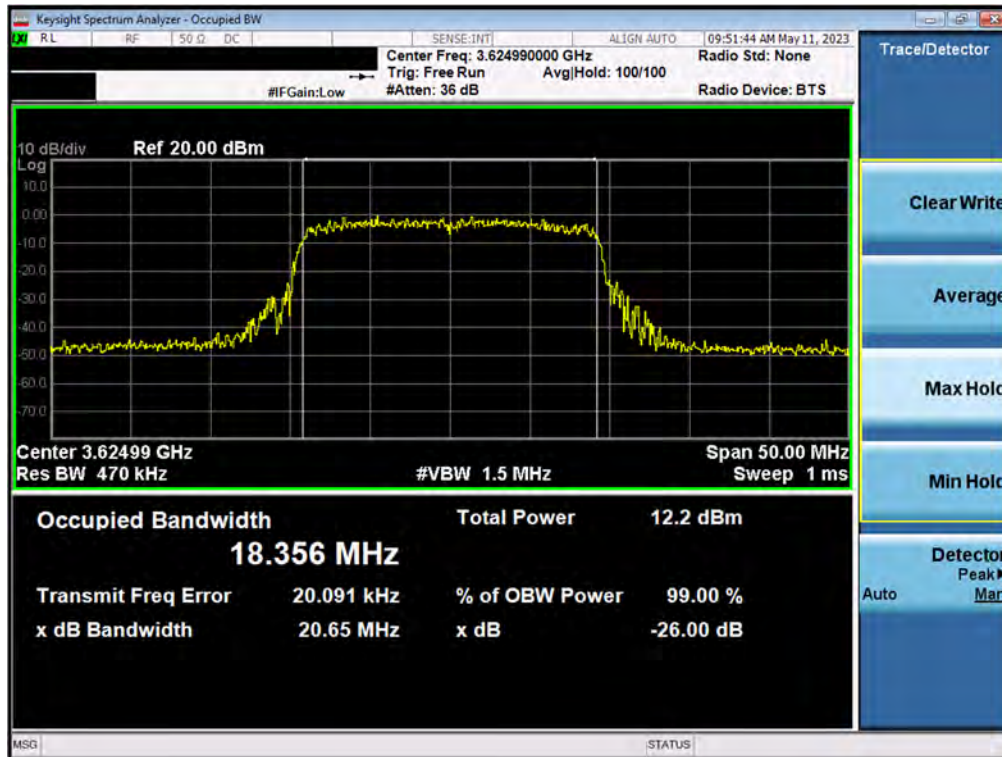 Keysight Spectrum Analyzer - Occupied BW
LXI RL RF 50 Ω DC SENSE:INT ALIGN AUTO 09:51:44 AM May 11, 2023
Center Freq: 3.624990000 GHz Radio Std: None
Trig: Free Run Avg|Hold: 100/100
#IFGain:Low #Atten: 36 dB Radio Device: BTS
Trace/Detector
10 dB/div Ref 20.00 dBm
Log
10.0
0.00
-10.0
-20.0
-30.0
-40.0
-50.0
-60.0
-70.0
Center 3.62499 GHz Span 50.00 MHz
Res BW 470 kHz #VBW 1.5 MHz Sweep 1 ms
Clear Write
Average
Max Hold
Min Hold
Detector
Peak
Auto Man
Occupied Bandwidth Total Power 12.2 dBm
18.356 MHz
Transmit Freq Error 20.091 kHz % of OBW Power 99.00 %
x dB Bandwidth 20.65 MHz x dB -26.00 dB
MSG STATUS